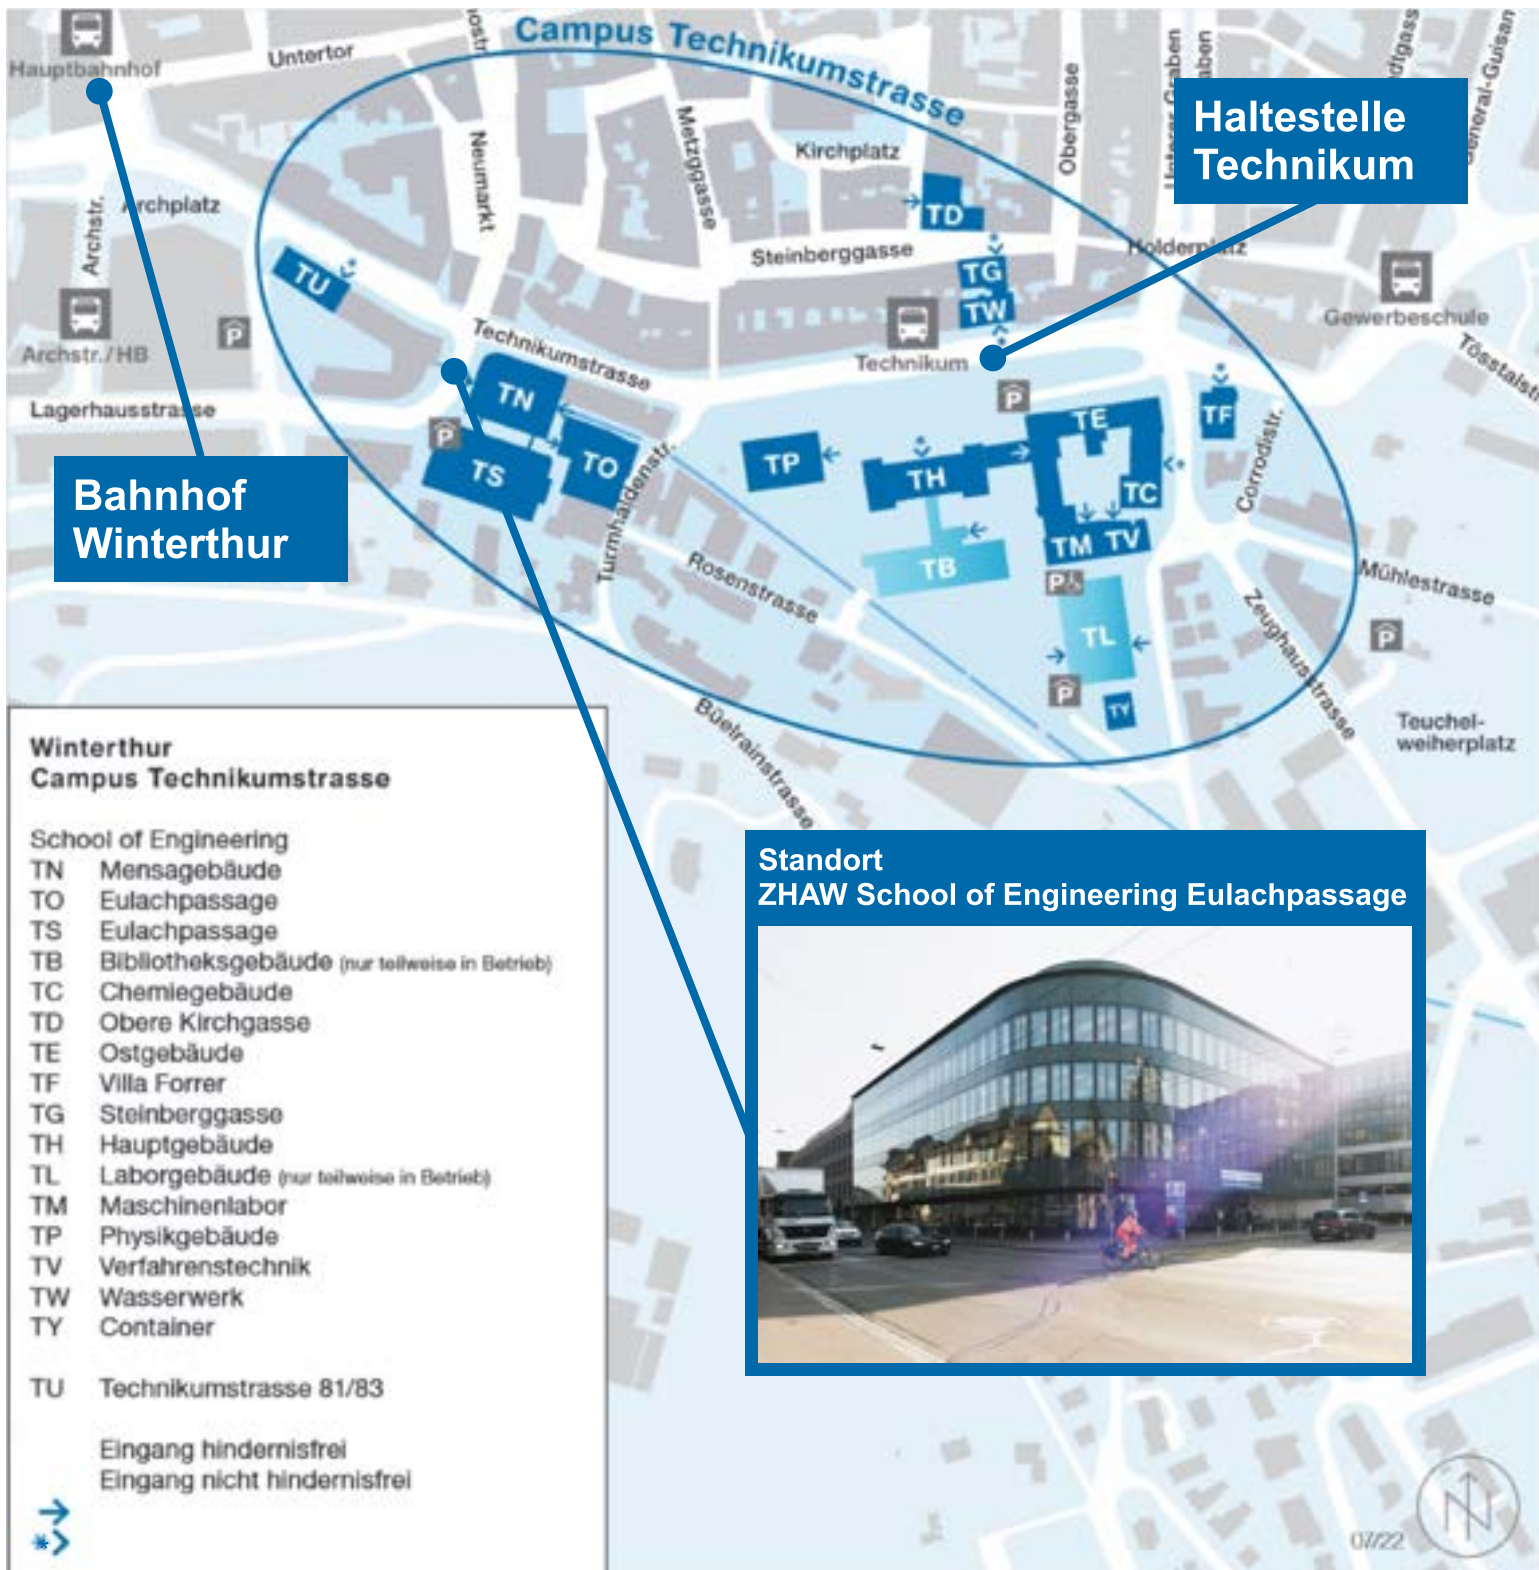 Campus Technikumstrasse
Hauptbahnhof
Untertor
Neumarkt
Metzggasse
Kirchplatz
Obergasse
Haltestelle
Technikum
Archplatz
Archstr.
TD
Steinberggasse
Holderplatz
TU
TG
TW
Gewerbeschule
Technikum
P
Archstr./HB
Technikumstrasse
Tösstalstr
Lagerhausstrasse
TN
P
TE
TF
Corrodistr.
P
TS
TO
TP
TH
TC
Turmhaldenstr.
TM
TV
TB
Rosenstrasse
P
Mühlestrasse
Zeughausstrasse
TL
P
P
TY
Büelrainstrasse
Teuchel-
weiherplatz
Bahnhof
Winterthur
Winterthur
Campus Technikumstrasse
School of Engineering
TN Mensagebäude
TO Eulachpassage
TS Eulachpassage
TB Bibliotheksgebäude (nur teilweise in Betrieb)
TC Chemiegebäude
TD Obere Kirchgasse
TE Ostgebäude
TF Villa Forrer
TG Steinberggasse
TH Hauptgebäude
TL Laborgebäude (nur teilweise in Betrieb)
TM Maschinenlabor
TP Physikgebäude
TV Verfahrenstechnik
TW Wasserwerk
TY Container
TU Technikumstrasse 81/83
Eingang hindernisfrei
Eingang nicht hindernisfrei
Standort
ZHAW School of Engineering Eulachpassage
07/22
N